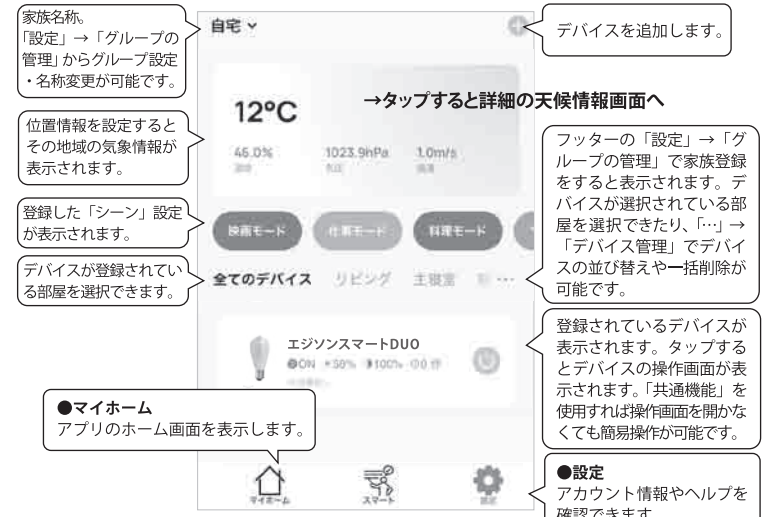 家族名称。
「設定」→「グループの
管理」からグループ設定
・名称変更が可能です。
自宅
デバイスを追加します。
12°C
→タップすると詳細の天候情報画面へ
46.0%
1023.9hPa
1.0m/s
位置情報を設定すると
その地域の気象情報が
表示されます。
フッターの「設定」→「グ
ループの管理」で家族登録
をすると表示されます。デ
バイスが選択されている部
屋を選択できたり、「…」→
「デバイス管理」でデバイ
スの並び替えや一括削除が
可能です。
登録した「シーン」設定
が表示されます。
映画モード
仕事モード
料理モード
デバイスが登録されてい
る部屋を選択できます。
全てのデバイス
リビング
主寝室
…
エジソンスマートDUO
ON
50%
100%
登録されているデバイスが
表示されます。タップする
とデバイスの操作画面が表
示されます。「共通機能」を
使用すれば操作画面を開かな
くても簡易操作が可能です。
●マイホーム
アプリのホーム画面を表示します。
マイホーム
スマート
設定
●設定
アカウント情報やヘルプを
確認できます